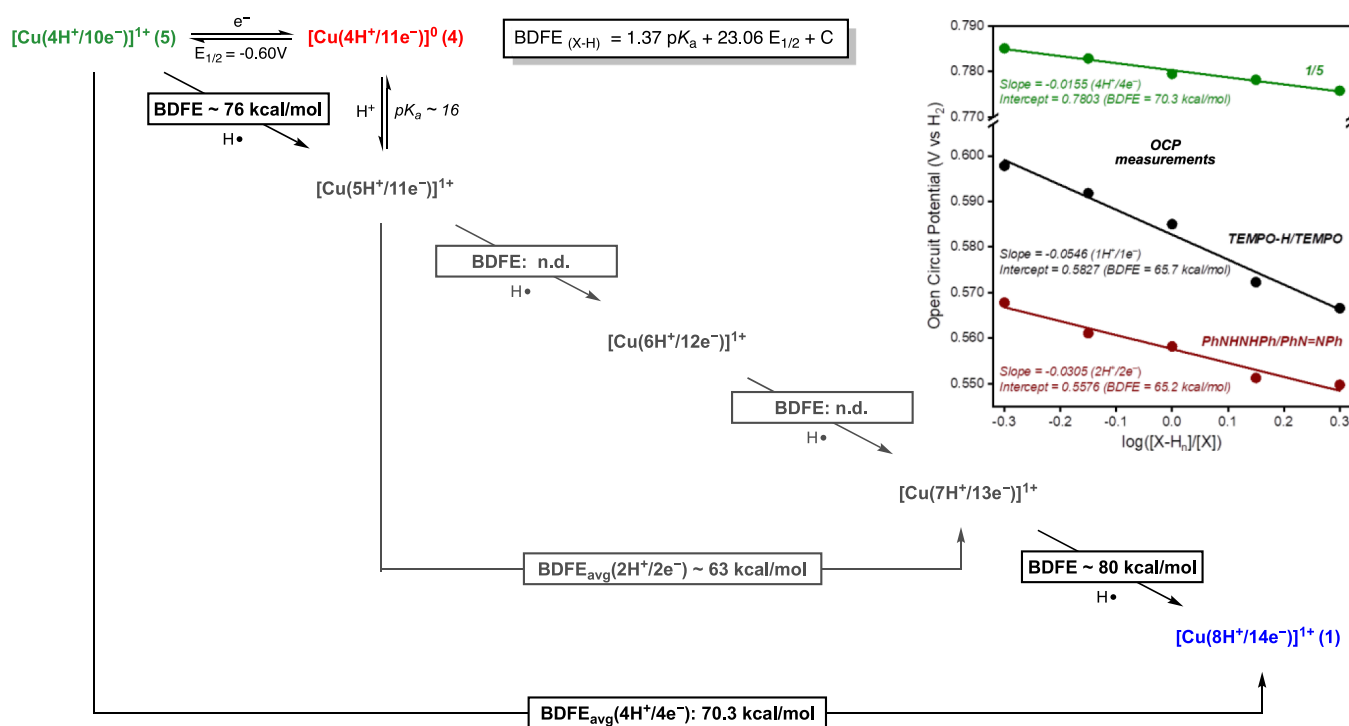 [Cu(4H⁺/10e⁻)]¹⁺ (5)
e⁻
E₁/₂ = -0.60V
[Cu(4H⁺/11e⁻)]⁰ (4)
BDFE (X-H) = 1.37 pKₐ + 23.06 E₁/₂ + C
BDFE ~ 76 kcal/mol
H•
H⁺
pKₐ ~ 16
[Cu(5H⁺/11e⁻)]¹⁺
BDFE: n.d.
H•
[Cu(6H⁺/12e⁻)]¹⁺
BDFE: n.d.
H•
[Cu(7H⁺/13e⁻)]¹⁺
BDFEavg(2H⁺/2e⁻) ~ 63 kcal/mol
BDFE ~ 80 kcal/mol
H•
[Cu(8H⁺/14e⁻)]¹⁺ (1)
BDFEavg(4H⁺/4e⁻): 70.3 kcal/mol
Open Circuit Potential (V vs H₂)
0.790
0.780
0.770
0.600
0.590
0.580
0.570
0.560
0.550
1/5
Slope = -0.0155 (4H⁺/4e⁻)
Intercept = 0.7803 (BDFE = 70.3 kcal/mol)
OCP
measurements
TEMPO-H/TEMPO
Slope = -0.0546 (1H⁺/1e⁻)
Intercept = 0.5827 (BDFE = 65.7 kcal/mol)
PhNHNHPh/PhN=NPh
Slope = -0.0305 (2H⁺/2e⁻)
Intercept = 0.5576 (BDFE = 65.2 kcal/mol)
-0.3 -0.2 -0.1 0.0 0.1 0.2 0.3
log([X-Hₙ]/[X])